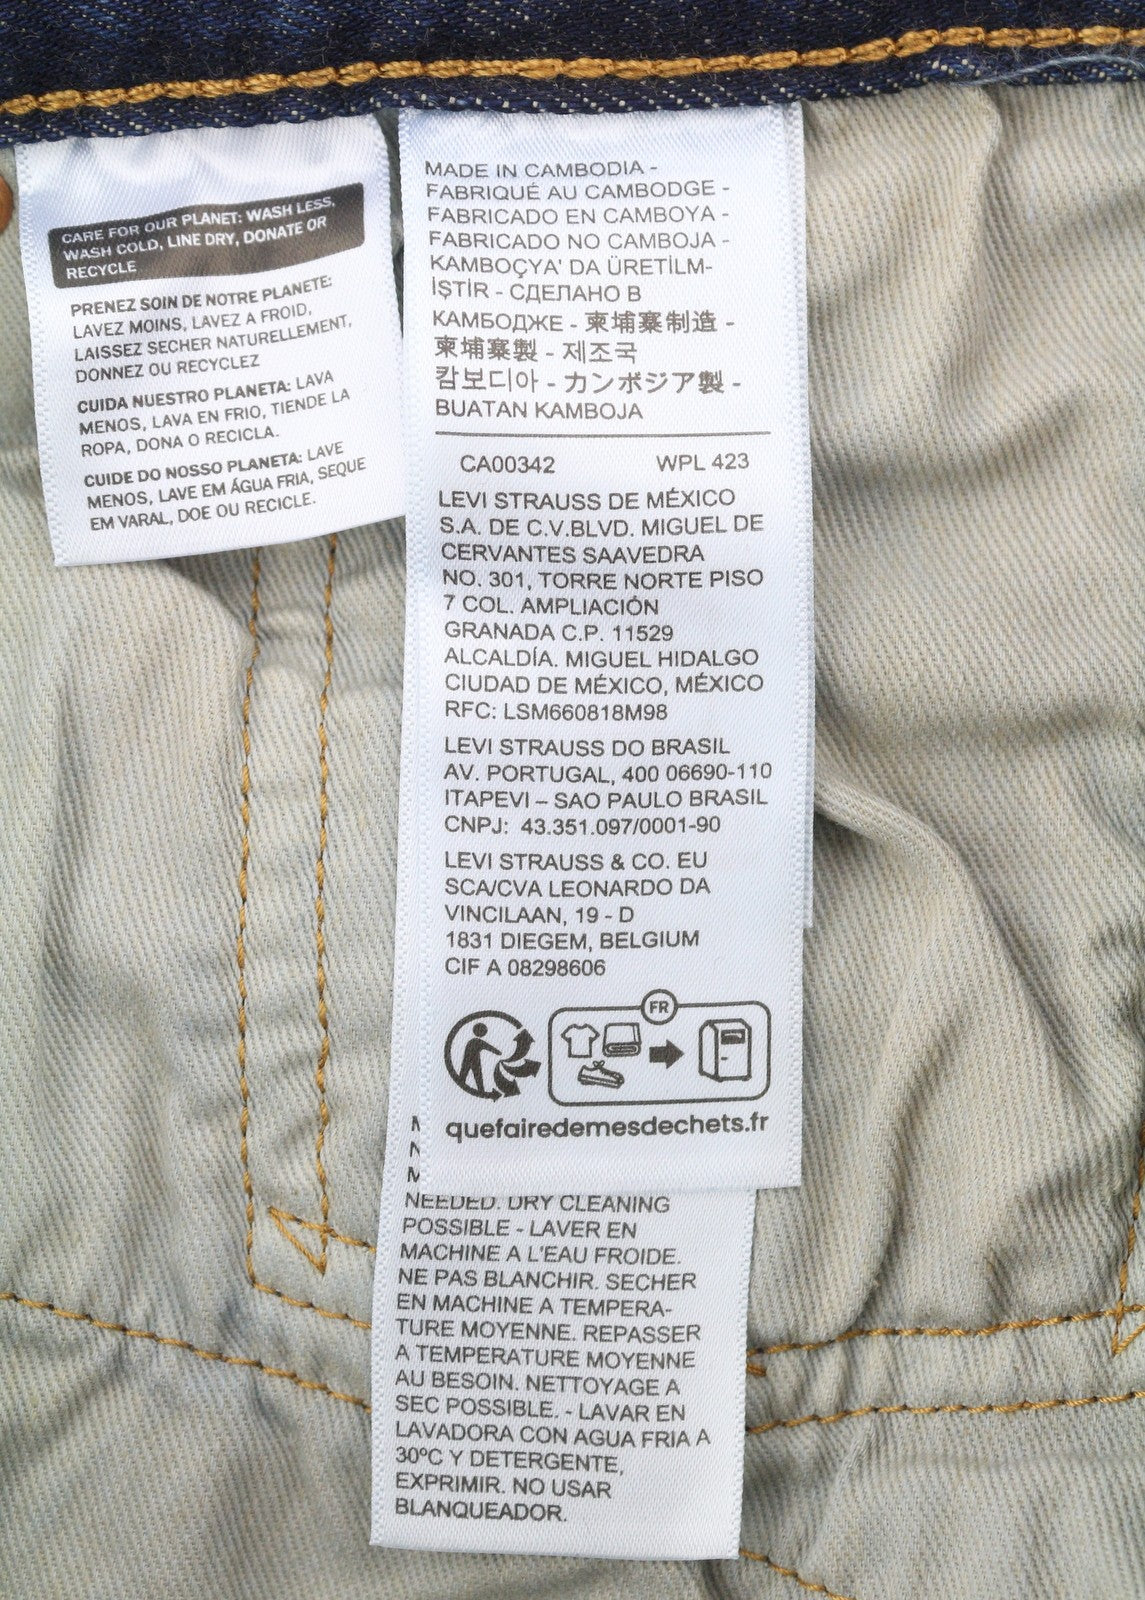 CARE FOR OUR PLANET: WASH LESS,
WASH COLD, LINE DRY, DONATE OR
RECYCLE
PRENEZ SOIN DE NOTRE PLANETE:
LAVEZ MOINS, LAVEZ A FROID,
LAISSEZ SECHER NATURELLEMENT,
DONNEZ OU RECYCLEZ
CUIDA NUESTRO PLANETA: LAVA
MENOS, LAVA EN FRIO, TIENDE LA
ROPA, DONA O RECICLA.
CUIDE DO NOSSO PLANETA: LAVE
MENOS, LAVE EM ÁGUA FRIA, SEQUE
EM VARAL, DOE OU RECICLE.
MADE IN CAMBODIA -
FABRIQUÉ AU CAMBODGE -
FABRICADO EN CAMBOYA -
FABRICADO NO CAMBOJA -
KAMBOÇYA' DA ÜRETİLM-
İŞTİR - СДЕЛАНО В
КАМБОДЖЕ - 柬埔寨制造 -
柬埔寨製 - 제조국
캄보디아 - カンボジア製 -
BUATAN KAMBOJA
CA00342 WPL 423
LEVI STRAUSS DE MÉXICO
S.A. DE C.V.BLVD. MIGUEL DE
CERVANTES SAAVEDRA
NO. 301, TORRE NORTE PISO
7 COL. AMPLIACIÓN
GRANADA C.P. 11529
ALCALDÍA. MIGUEL HIDALGO
CIUDAD DE MÉXICO, MÉXICO
RFC: LSM660818M98
LEVI STRAUSS DO BRASIL
AV. PORTUGAL, 400 06690-110
ITAPEVI – SAO PAULO BRASIL
CNPJ: 43.351.097/0001-90
LEVI STRAUSS & CO. EU
SCA/CVA LEONARDO DA
VINCILAAN, 19 - D
1831 DIEGEM, BELGIUM
CIF A 08298606
FR
quefairedemesdechets.fr
NEEDED. DRY CLEANING
POSSIBLE - LAVER EN
MACHINE A L'EAU FROIDE.
NE PAS BLANCHIR. SECHER
EN MACHINE A TEMPERA-
TURE MOYENNE. REPASSER
A TEMPERATURE MOYENNE
AU BESOIN. NETTOYAGE A
SEC POSSIBLE. - LAVAR EN
LAVADORA CON AGUA FRIA A
30ºC Y DETERGENTE,
EXPRIMIR. NO USAR
BLANQUEADOR.